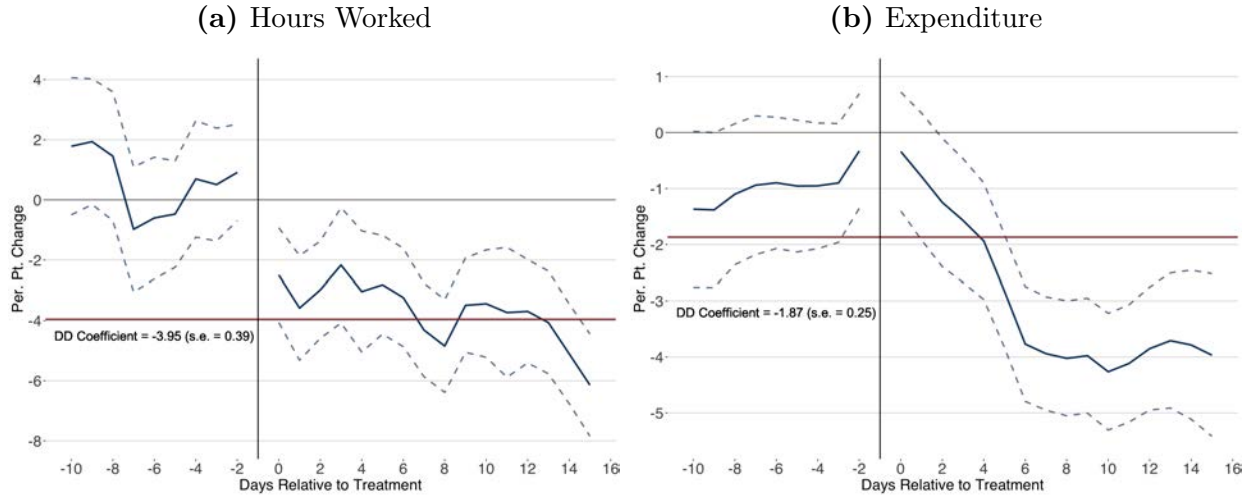 (a) Hours Worked
4
2
0
-2
-4
-6
-8
Per. Pt. Change
DD Coefficient = -3.95 (s.e. = 0.39)
-10 -8 -6 -4 -2 0 2 4 6 8 10 12 14 16
Days Relative to Treatment
(b) Expenditure
1
0
-1
-2
-3
-4
-5
Per. Pt. Change
DD Coefficient = -1.87 (s.e. = 0.25)
-10 -8 -6 -4 -2 0 2 4 6 8 10 12 14 16
Days Relative to Treatment